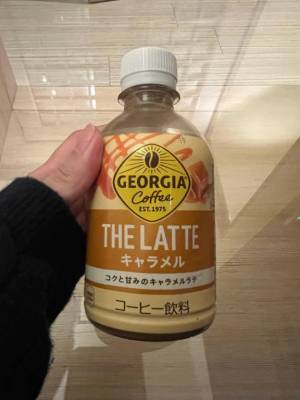 GEORGIA
Coffee
EST. 1975
THE LATTE
キャラメル
コクと甘みのキャラメルラテ
コーヒー飲料